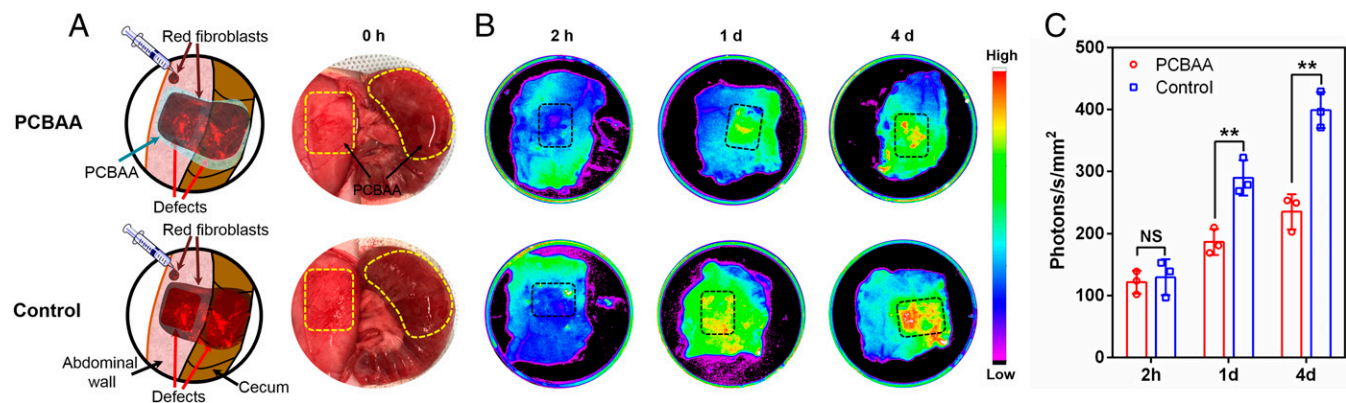 A
Red fibroblasts
PCBAA
PCBAA
Defects
Red fibroblasts
Control
Abdominal
wall
Defects
Cecum
0 h
PCBAA
B
2 h
1 d
4 d
High
Low
C
500
400
300
200
100
0
Photons/s/mm²
PCBAA
Control
NS
**
**
2h
1d
4d